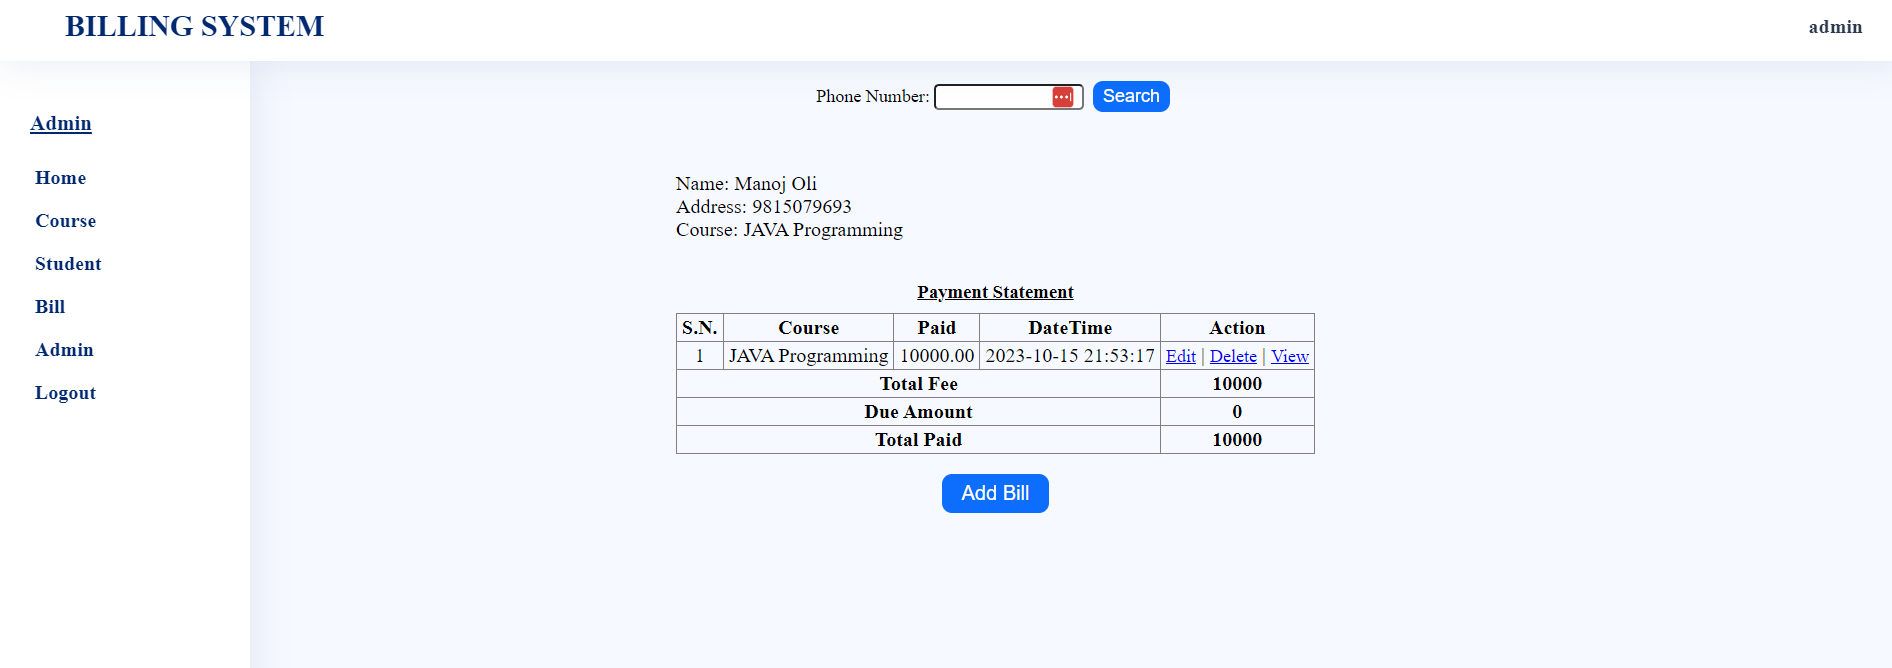 BILLING SYSTEM
admin
Admin
Home
Course
Student
Bill
Admin
Logout
Phone Number: Search
Name: Manoj Oli
Address: 9815079693
Course: JAVA Programming
Payment Statement
S.N. Course Paid DateTime Action
1 JAVA Programming 10000.00 2023-10-15 21:53:17 Edit | Delete | View
Total Fee 10000
Due Amount 0
Total Paid 10000
Add Bill